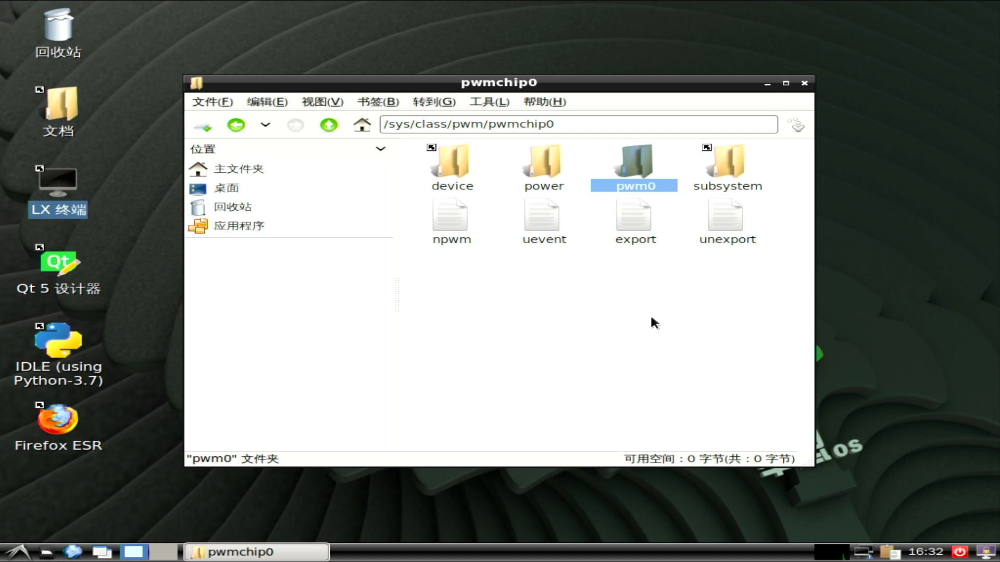 回收站
文档
LX 终端
Qt
Qt 5 设计器
IDLE (using
Python-3.7)
Firefox ESR
pwmchip0
文件(F) 编辑(E) 视图(V) 书签(B) 转到(G) 工具(L) 帮助(H)
/sys/class/pwm/pwmchip0
位置
主文件夹
桌面
回收站
应用程序
device power pwm0 subsystem
npwm uevent export unexport
"pwm0" 文件夹 可用空间：0 字节(共：0 字节)
pwmchip0
16:32